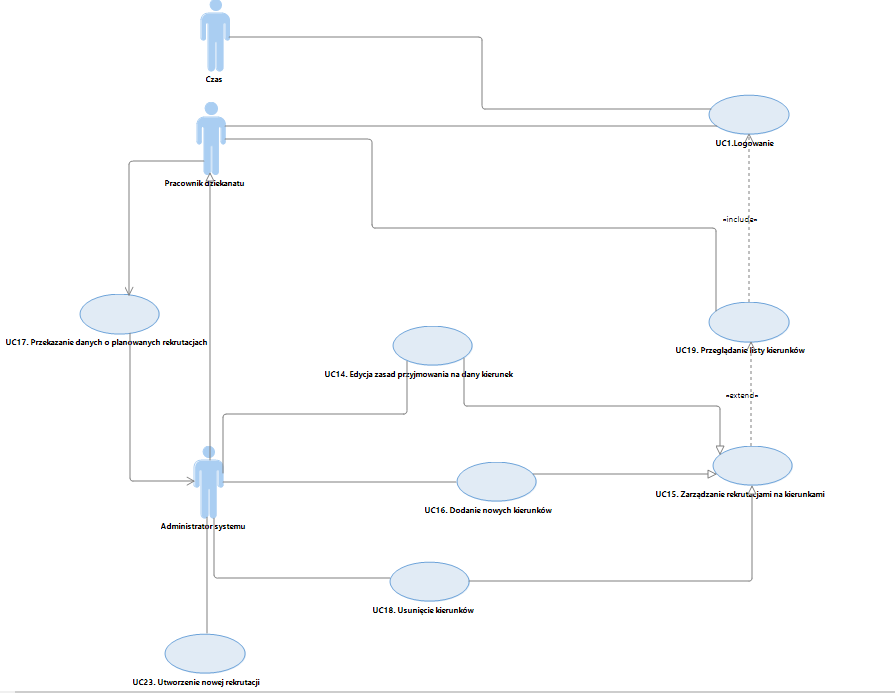 Czas
UC1.Logowanie
Pracownik dziekanatu
«include»
UC17. Przekazanie danych o planowanych rekrutacjach
UC19. Przeglądanie listy kierunków
UC14. Edycja zasad przyjmowania na dany kierunek
«extend»
UC15. Zarządzanie rekrutacjami na kierunkami
UC16. Dodanie nowych kierunków
Administrator systemu
UC18. Usunięcie kierunków
UC23. Utworzenie nowej rekrutacji